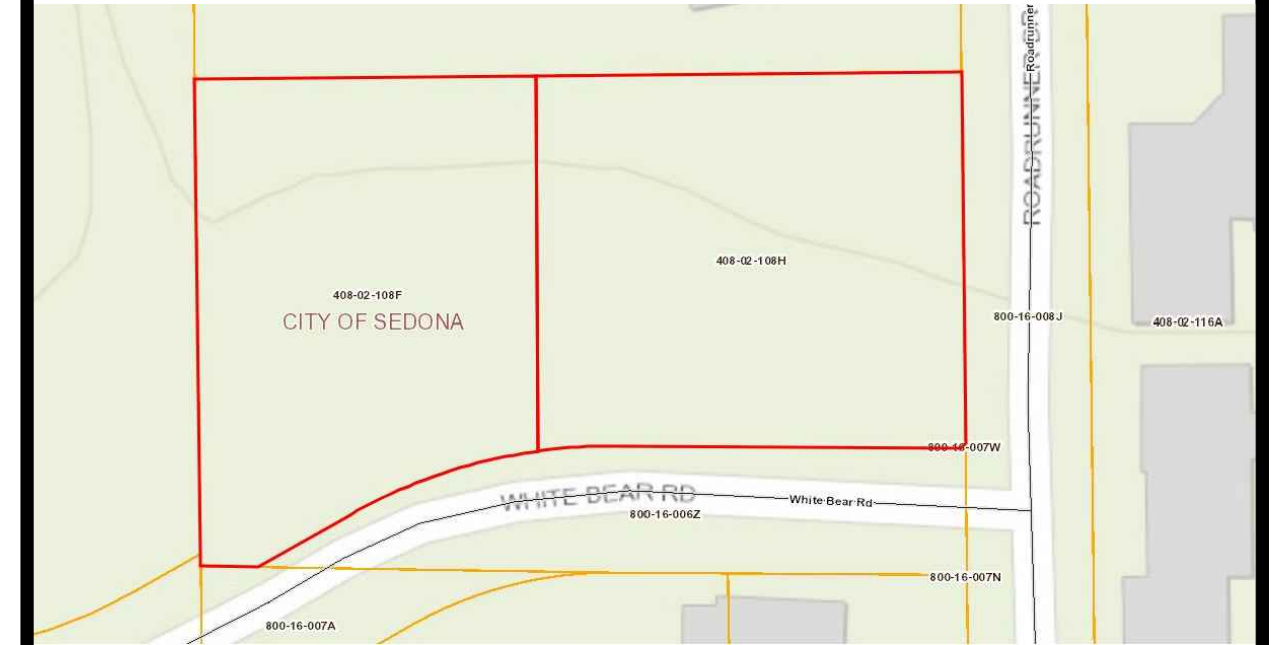 Roadrunner
ROADRUNNER DR
408-02-108H
408-02-108F
CITY OF SEDONA
800-16-008J
408-02-116A
800-16-007W
WHITE BEAR RD
White Bear Rd
800-16-006Z
800-16-007N
800-16-007A